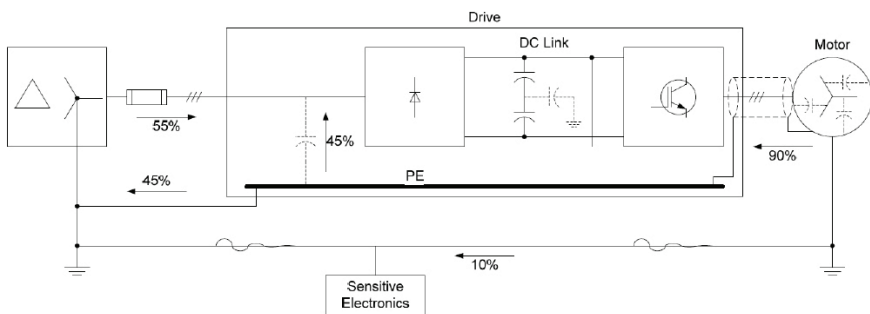 Drive
DC Link
Motor
55%
45%
90%
45%
PE
10%
Sensitive
Electronics